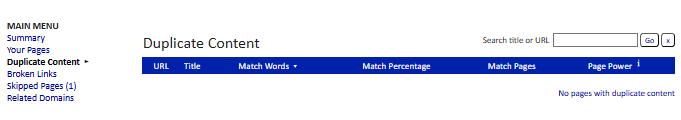 MAIN MENU
Summary
Your Pages
Duplicate Content
Broken Links
Skipped Pages (1)
Related Domains
Duplicate Content
Search title or URL Go x
URL Title Match Words Match Percentage Match Pages Page Power i
No pages with duplicate content